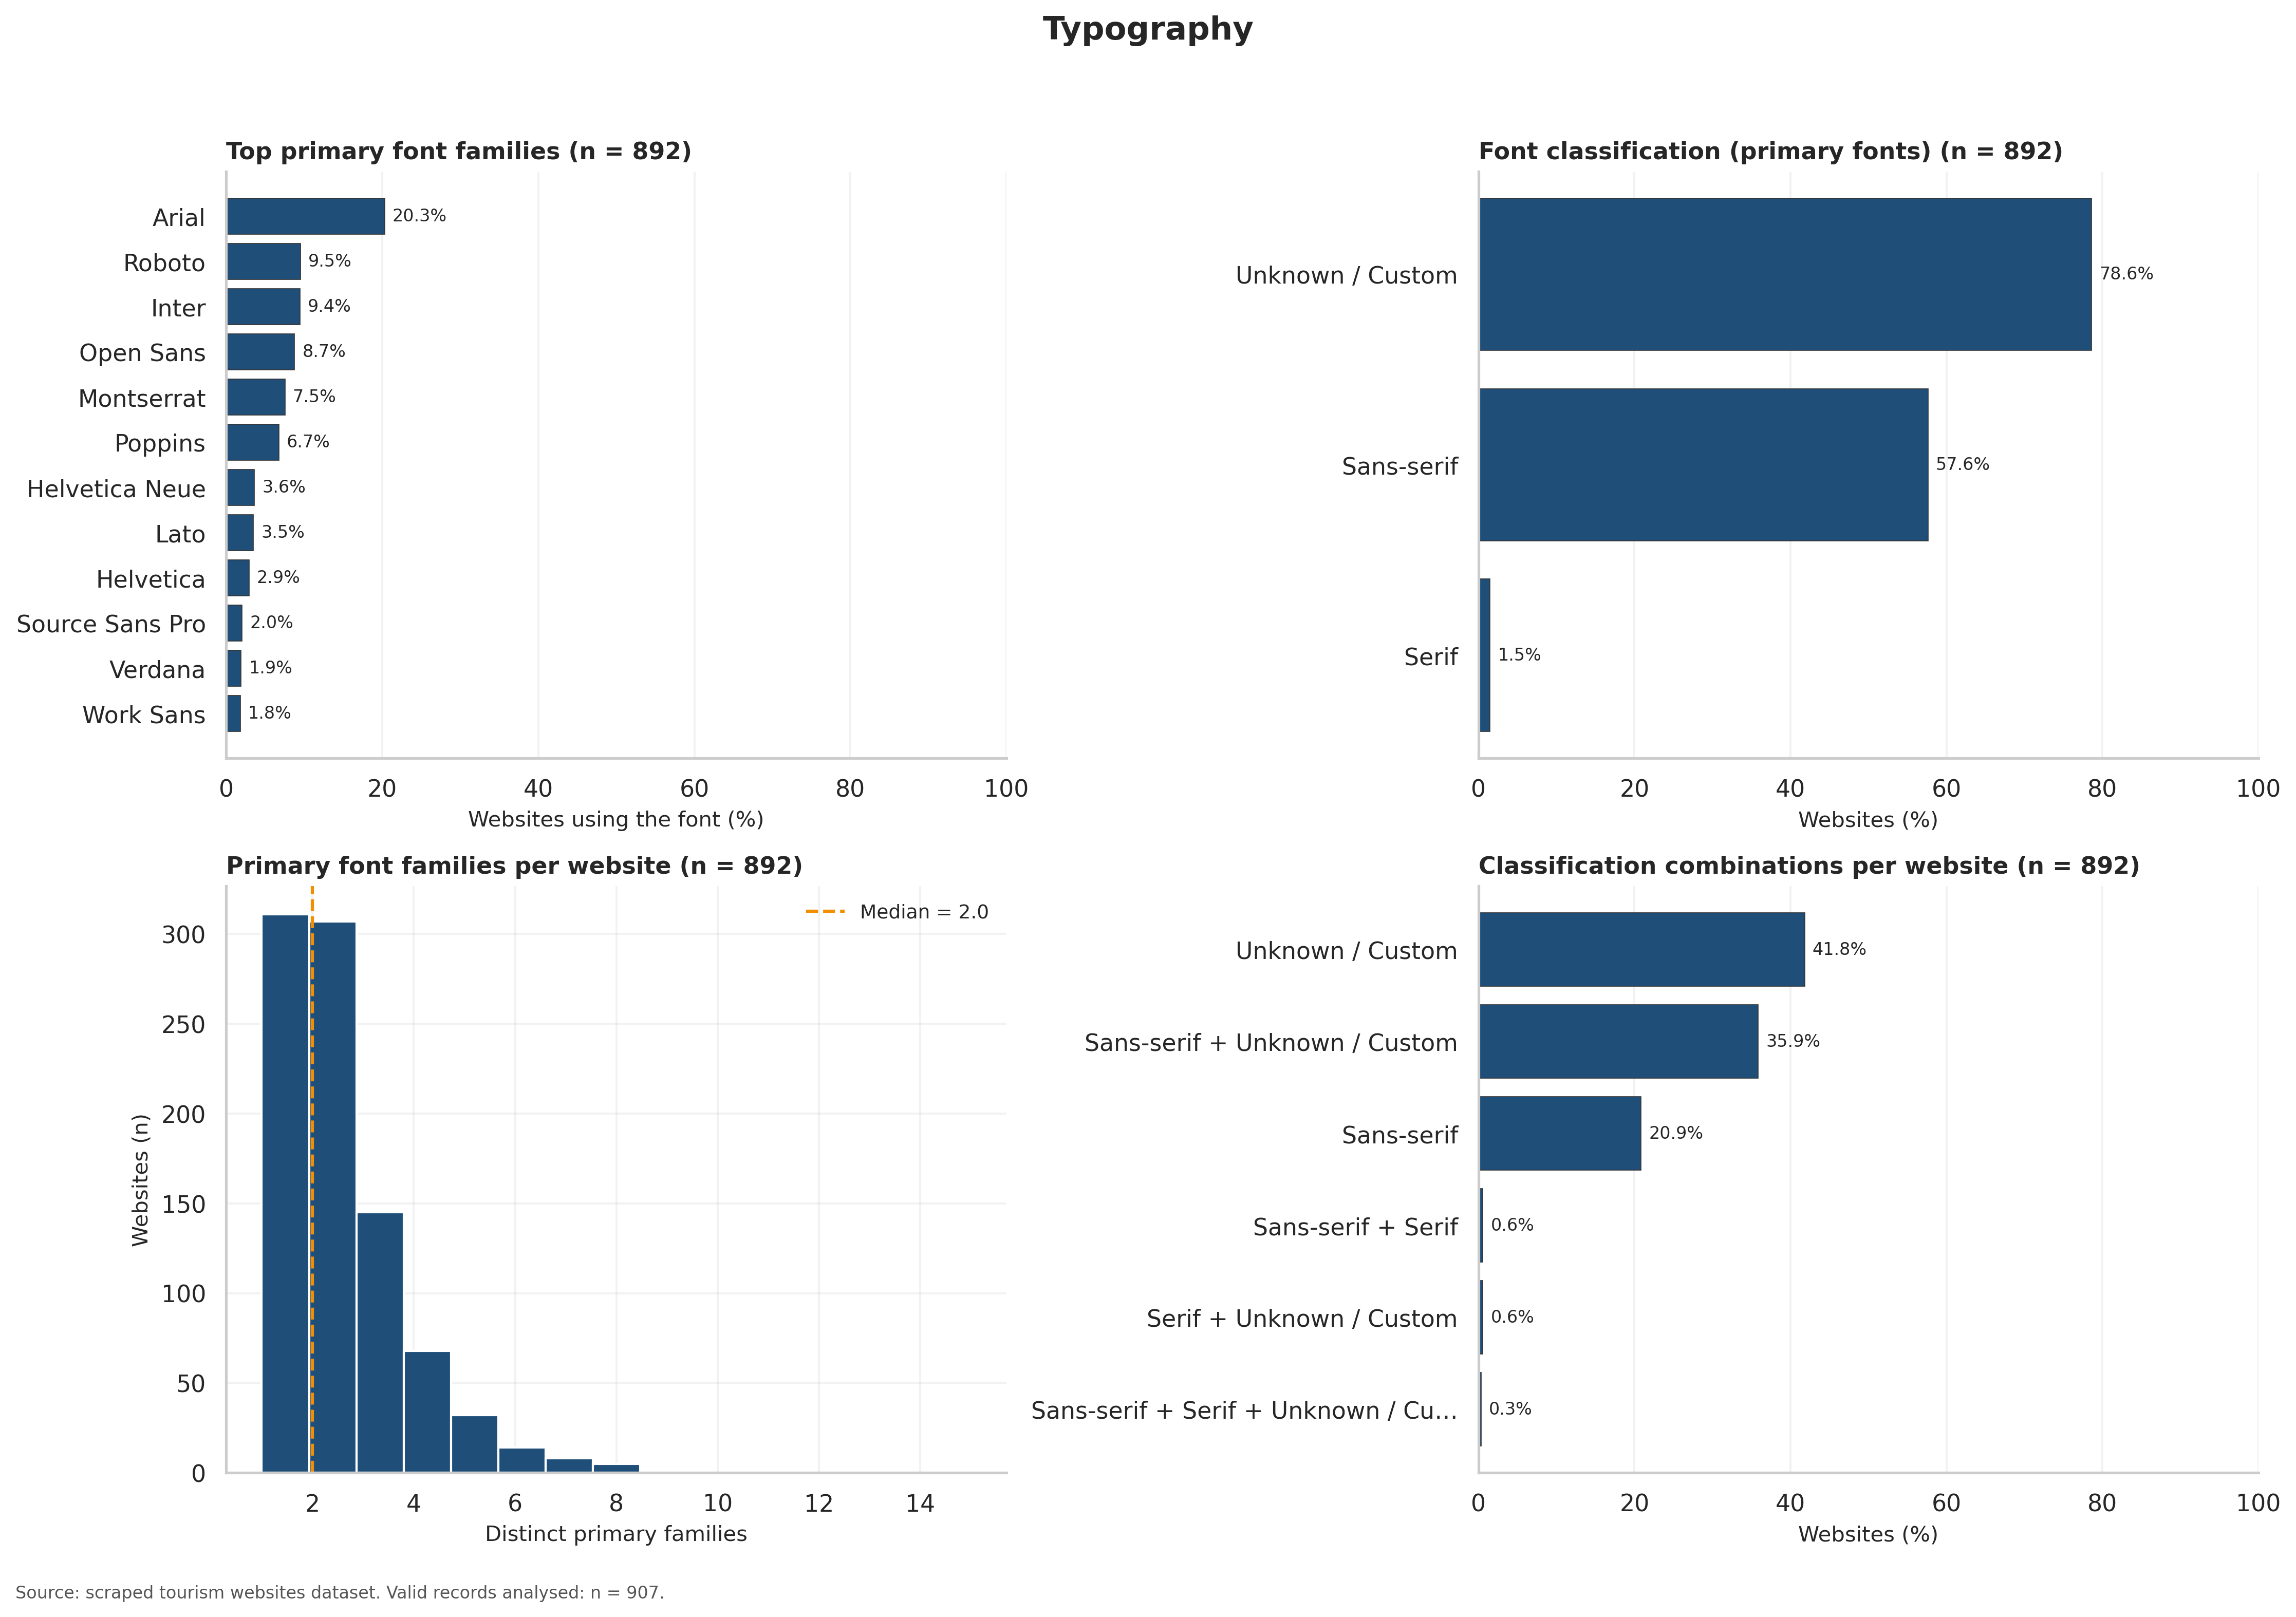 Typography
Top primary font families (n = 892)
Arial
20.3%
Roboto
9.5%
Inter
9.4%
Open Sans
8.7%
Montserrat
7.5%
Poppins
6.7%
Helvetica Neue
3.6%
Lato
3.5%
Helvetica
2.9%
Source Sans Pro
2.0%
Verdana
1.9%
Work Sans
1.8%
0 20 40 60 80 100
Websites using the font (%)
Font classification (primary fonts) (n = 892)
Unknown / Custom
78.6%
Sans-serif
57.6%
Serif
1.5%
0 20 40 60 80 100
Websites (%)
Primary font families per website (n = 892)
Median = 2.0
300
250
200
150
100
50
0
Websites (n)
2 4 6 8 10 12 14
Distinct primary families
Classification combinations per website (n = 892)
Unknown / Custom
41.8%
Sans-serif + Unknown / Custom
35.9%
Sans-serif
20.9%
Sans-serif + Serif
0.6%
Serif + Unknown / Custom
0.6%
Sans-serif + Serif + Unknown / Cu...
0.3%
0 20 40 60 80 100
Websites (%)
Source: scraped tourism websites dataset. Valid records analysed: n = 907.